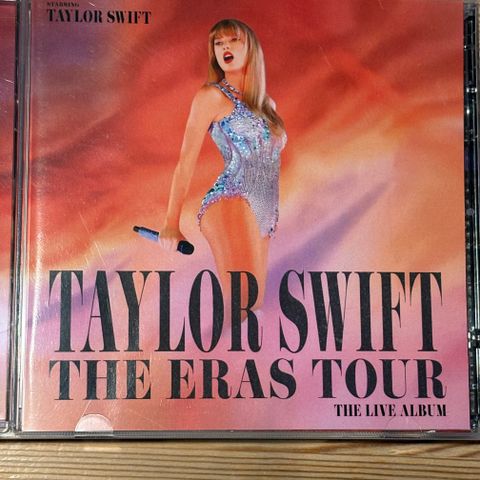 STARRING
TAYLOR SWIFT
TAYLOR SWIFT
THE ERAS TOUR
THE LIVE ALBUM